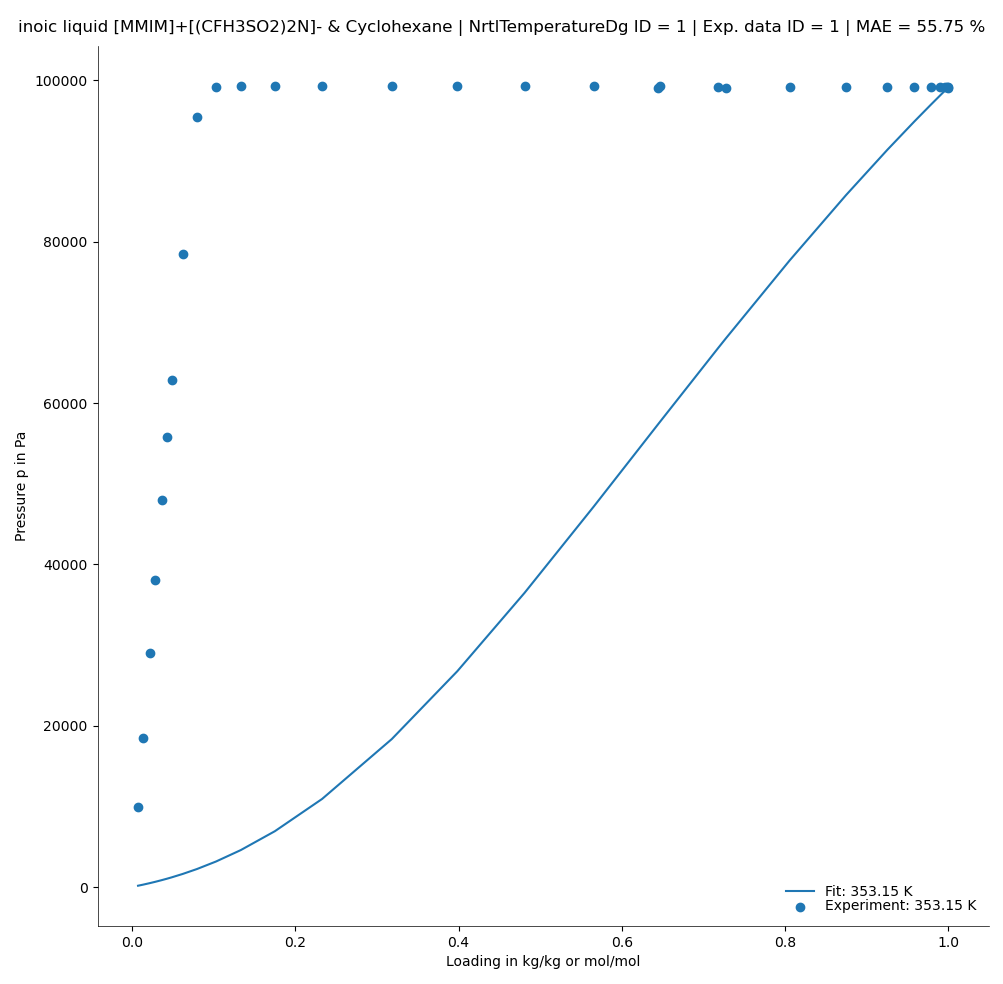 inoic liquid [MMIM]+[(CFH3SO2)2N]- & Cyclohexane | NrtlTemperatureDg ID = 1 | Exp. data ID = 1 | MAE = 55.75 %
100000
80000
60000
40000
20000
0
Pressure p in Pa
Fit: 353.15 K
Experiment: 353.15 K
0.0 0.2 0.4 0.6 0.8 1.0
Loading in kg/kg or mol/mol